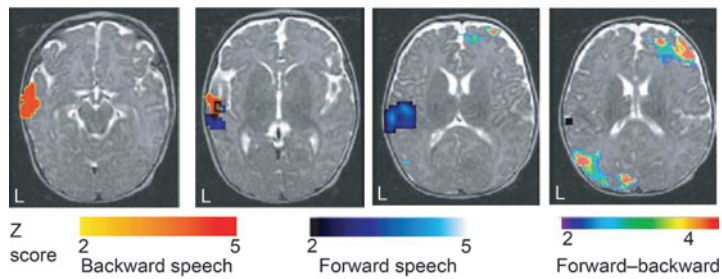 L L L L
Z score
2 5 2 5 2 4
Backward speech Forward speech Forward–backward